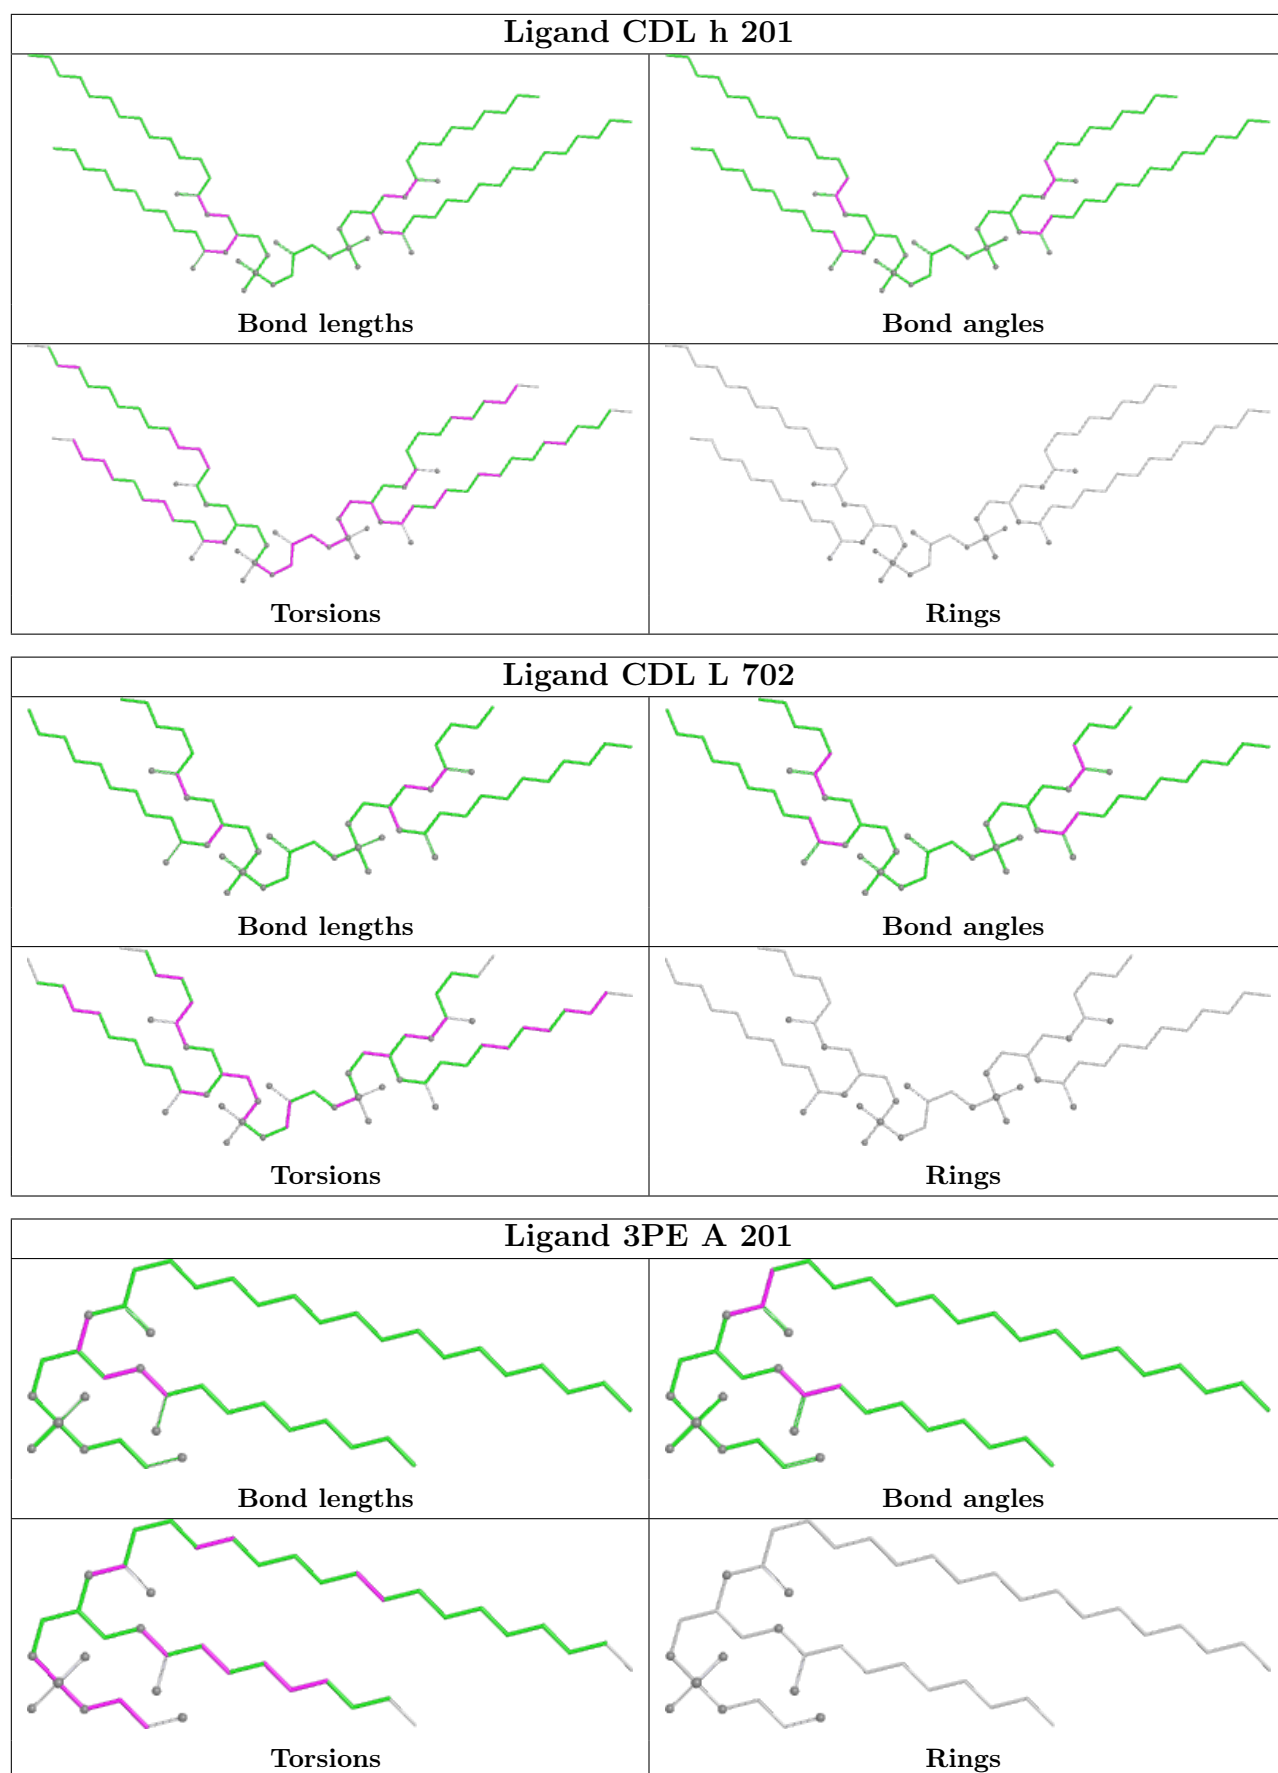 Ligand CDL h 201
Bond lengths
Bond angles
Torsions
Rings
Ligand CDL L 702
Bond lengths
Bond angles
Torsions
Rings
Ligand 3PE A 201
Bond lengths
Bond angles
Torsions
Rings